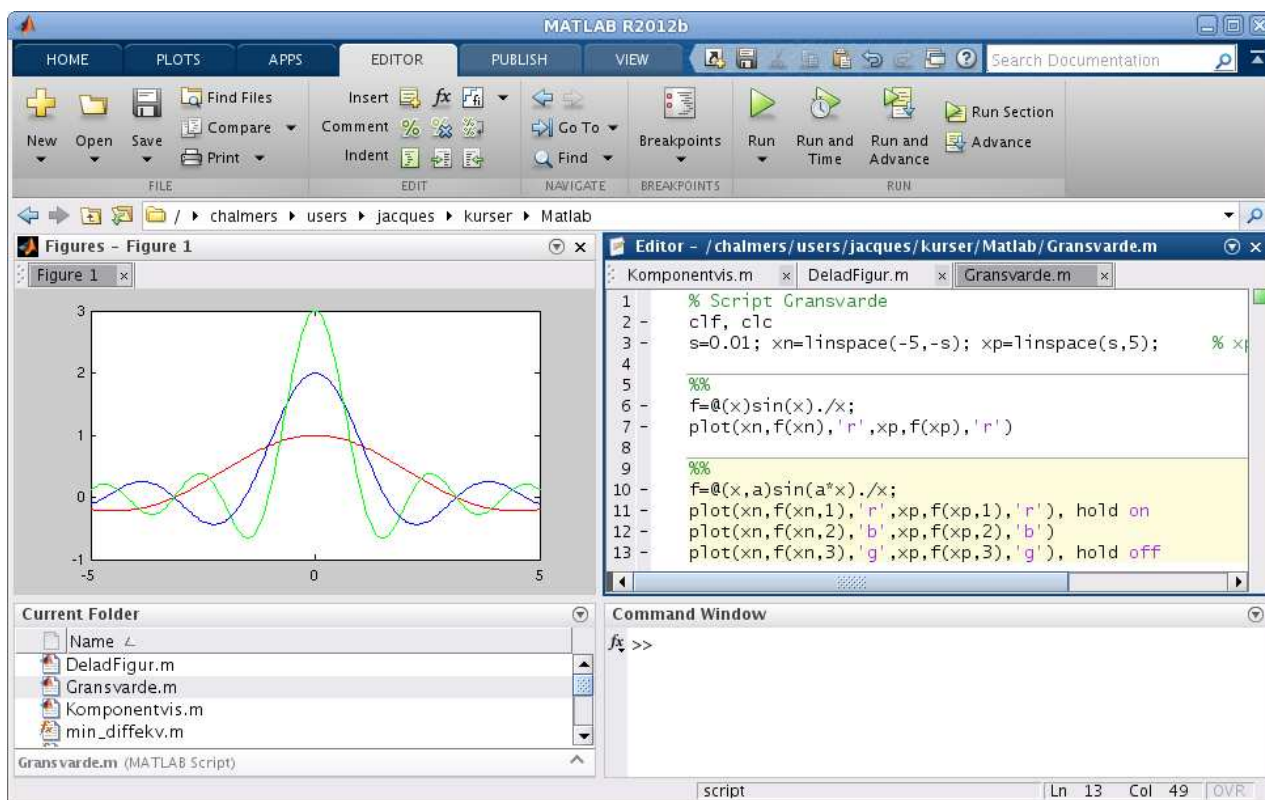 MATLAB R2012b
HOME PLOTS APPS EDITOR PUBLISH VIEW Search Documentation
New Open Save Find Files Compare Print
FILE
Insert fx fi
Comment % %
Indent
EDIT
Go To
Find
NAVIGATE
Breakpoints
BREAKPOINTS
Run Run and Time Run and Advance Run Section Advance
RUN
/ chalmers users jacques kurser Matlab
Figures - Figure 1
Figure 1
3
2
1
0
-1
-5 0 5
Editor - /chalmers/users/jacques/kurser/Matlab/Gransvarde.m
Komponentvis.m DeladFigur.m Gransvarde.m
1 % Script Gransvarde
2 - clf, clc
3 - s=0.01; xn=linspace(-5,-s); xp=linspace(s,5); % xp
4
5 %%
6 - f=@(x)sin(x)./x;
7 - plot(xn,f(xn),'r',xp,f(xp),'r')
8
9 %%
10 - f=@(x,a)sin(a*x)./x;
11 - plot(xn,f(xn,1),'r',xp,f(xp,1),'r'), hold on
12 - plot(xn,f(xn,2),'b',xp,f(xp,2),'b')
13 - plot(xn,f(xn,3),'g',xp,f(xp,3),'g'), hold off
Current Folder
Name
DeladFigur.m
Gransvarde.m
Komponentvis.m
min_diffekv.m
Gransvarde.m (MATLAB Script)
Command Window
fx >>
script Ln 13 Col 49 OVR